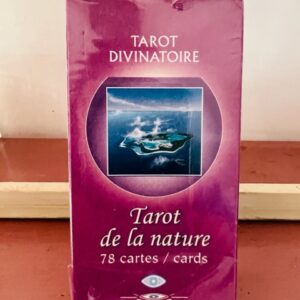 TAROT
DIVINATOIRE
Tarot
de la nature
78 cartes / cards